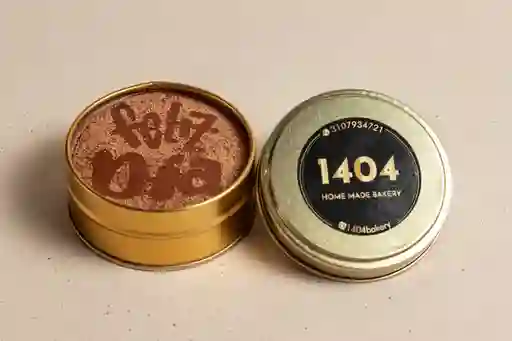 feliz
Día
3107934721
1404
HOME MADE BAKERY
@1404bakery